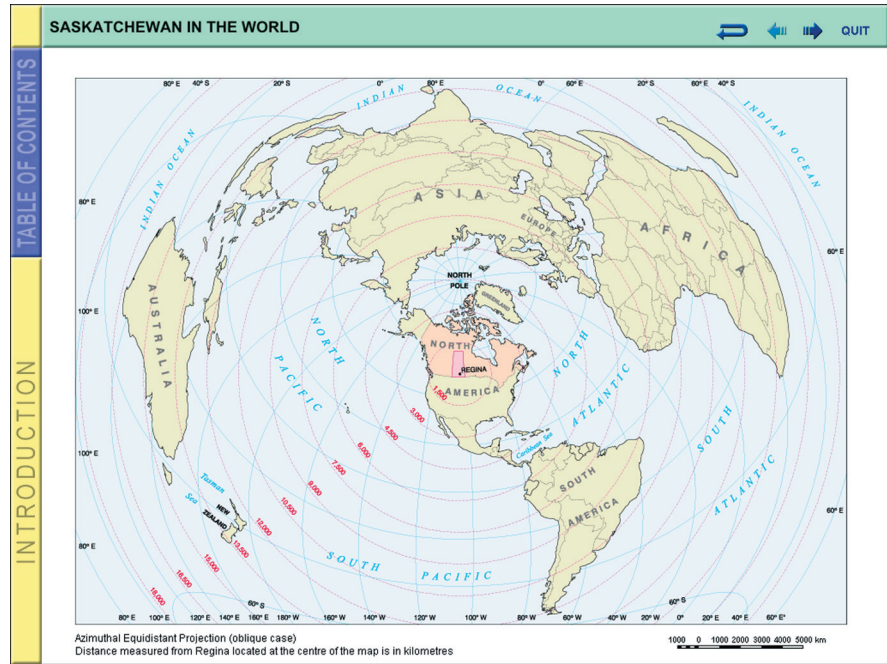 SASKATCHEWAN IN THE WORLD
QUIT
TABLE OF CONTENTS
INTRODUCTION
80° E 40° S 20° S 0° 80° E 0° 60° E 20° S 60° E 40° S
INDIAN OCEAN
INDIAN OCEAN
INDIAN OCEAN
80° E
100° E
100° E
80° E
60° E
60° E
ASIA
EUROPE
AFRICA
AUSTRALIA
NORTH
POLE
GREENLAND
NORTH
AMERICA
REGINA
NORTH
PACIFIC
NORTH
ATLANTIC
SOUTH
ATLANTIC
Caribbean Sea
SOUTH
AMERICA
Tasman
Sea
NEW
ZEALAND
SOUTH PACIFIC
1,500
3,000
4,500
6,000
7,500
9,000
10,500
12,000
13,500
15,000
16,500
18,000
60° S
60° S
80° E 100° E 120° E 140° E 160° E 180° W 160° W 140° W 120° W 100° W 80° W 60° W 40° W 20° W 0° 20° E 40° E 60° E°
Azimuthal Equidistant Projection (oblique case)
Distance measured from Regina located at the centre of the map is in kilometres
1000 0 1000 2000 3000 4000 5000 km